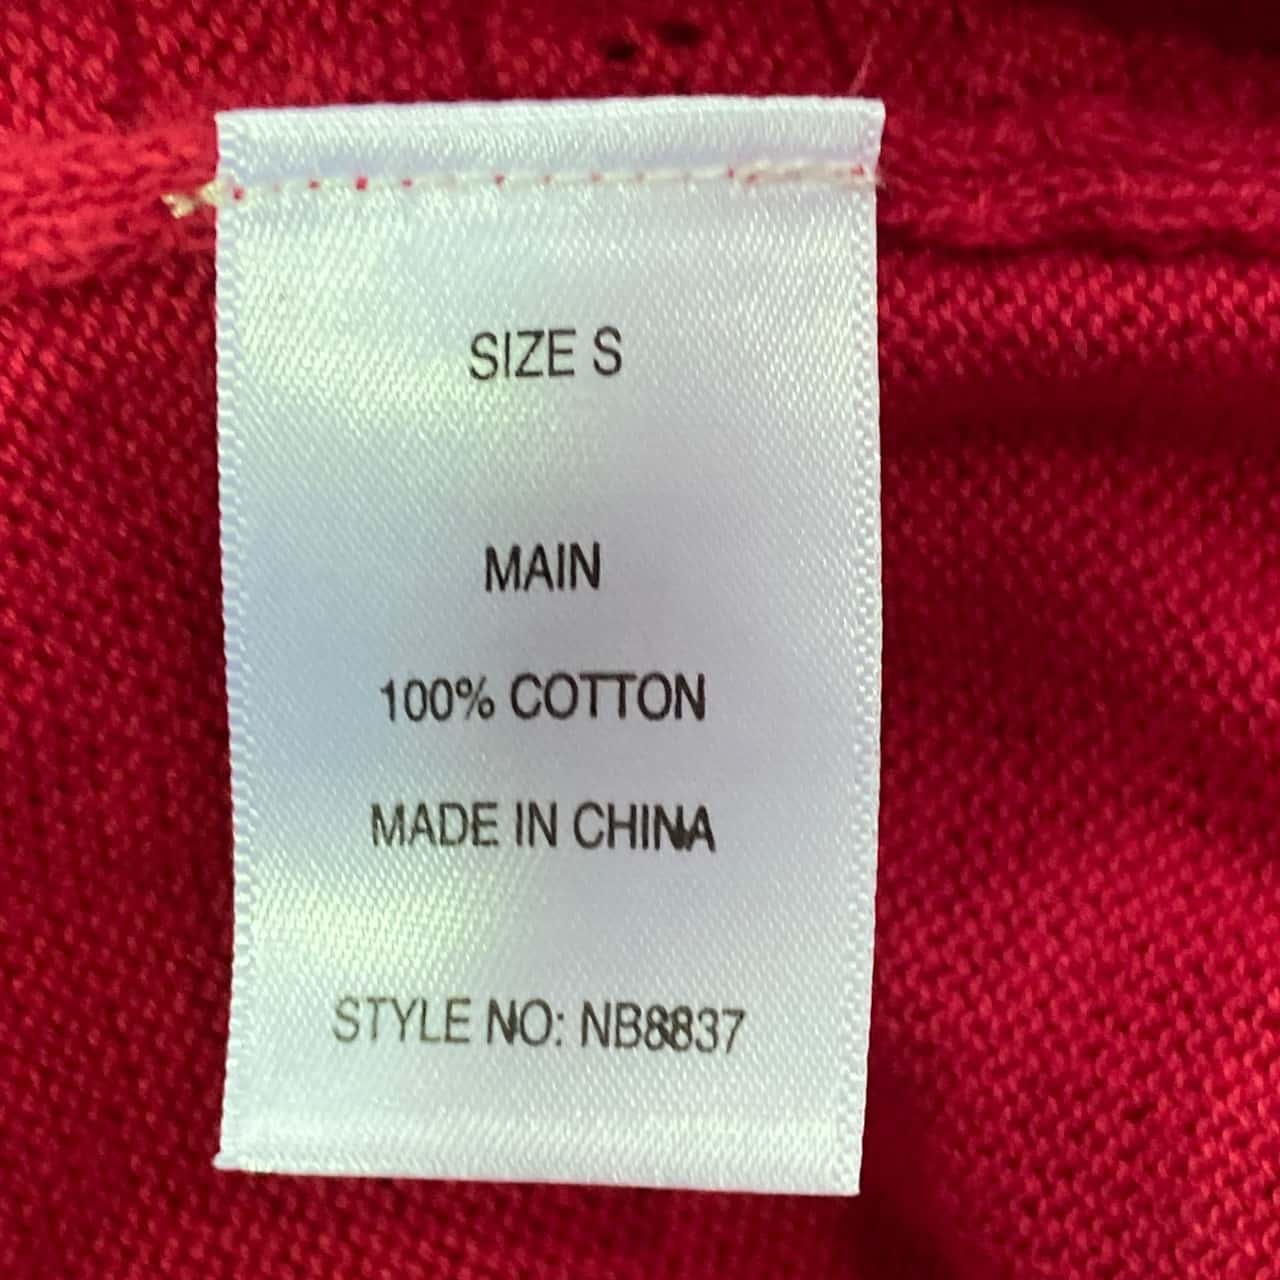 SIZE S
MAIN
100% COTTON
MADE IN CHINA
STYLE NO: NB8837